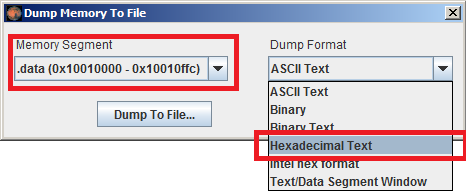 Dump Memory To File
Memory Segment
Dump Format
.data (0x10010000 - 0x10010ffc)
ASCII Text
Dump To File...
ASCII Text
Binary
Binary Text
Hexadecimal Text
Intel hex format
Text/Data Segment Window